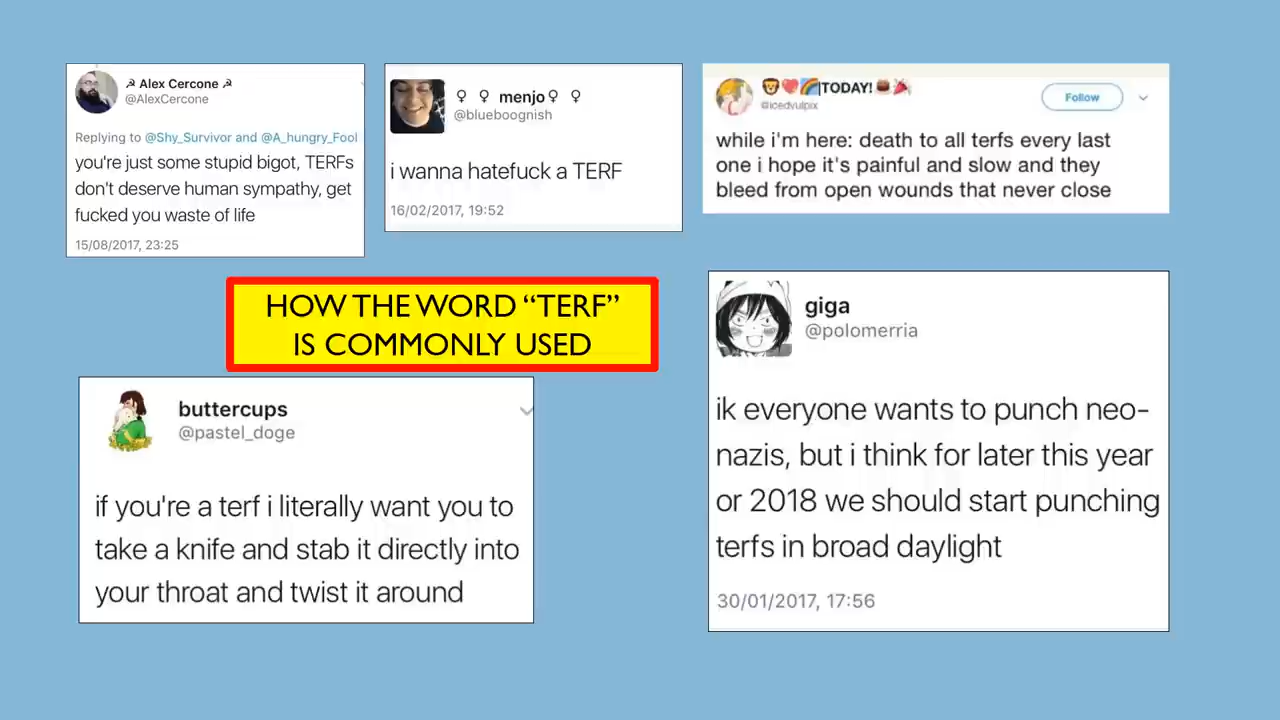 ☭ Alex Cercone ☭
@AlexCercone
Replying to @Shy_Survivor and @A_hungry_Fool
you're just some stupid bigot, TERFs
don't deserve human sympathy, get
fucked you waste of life
15/08/2017, 23:25
♀ ♀ menjo♀ ♀
@blueboognish
i wanna hatefuck a TERF
16/02/2017, 19:52
🦁❤️🌈|TODAY! 🍔🎉
@icedvulpix
Follow
while i'm here: death to all terfs every last
one i hope it's painful and slow and they
bleed from open wounds that never close
HOW THE WORD “TERF”
IS COMMONLY USED
buttercups
@pastel_doge
if you're a terf i literally want you to
take a knife and stab it directly into
your throat and twist it around
giga
@polomerria
ik everyone wants to punch neo-
nazis, but i think for later this year
or 2018 we should start punching
terfs in broad daylight
30/01/2017, 17:56